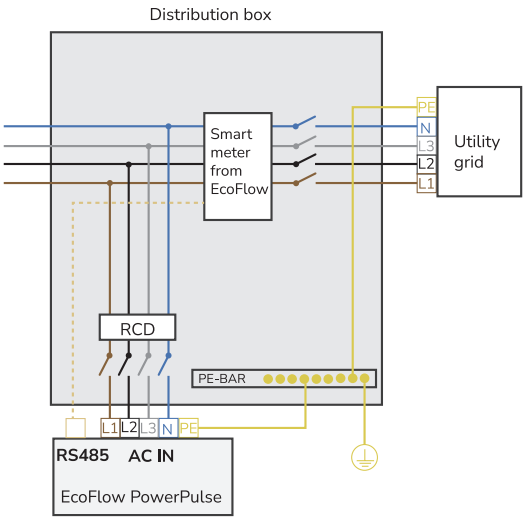 Distribution box
PE
N
L3
L2
L1
Utility
grid
Smart
meter
from
EcoFlow
RCD
PE-BAR
L1 L2 L3 N PE
RS485 AC IN
EcoFlow PowerPulse